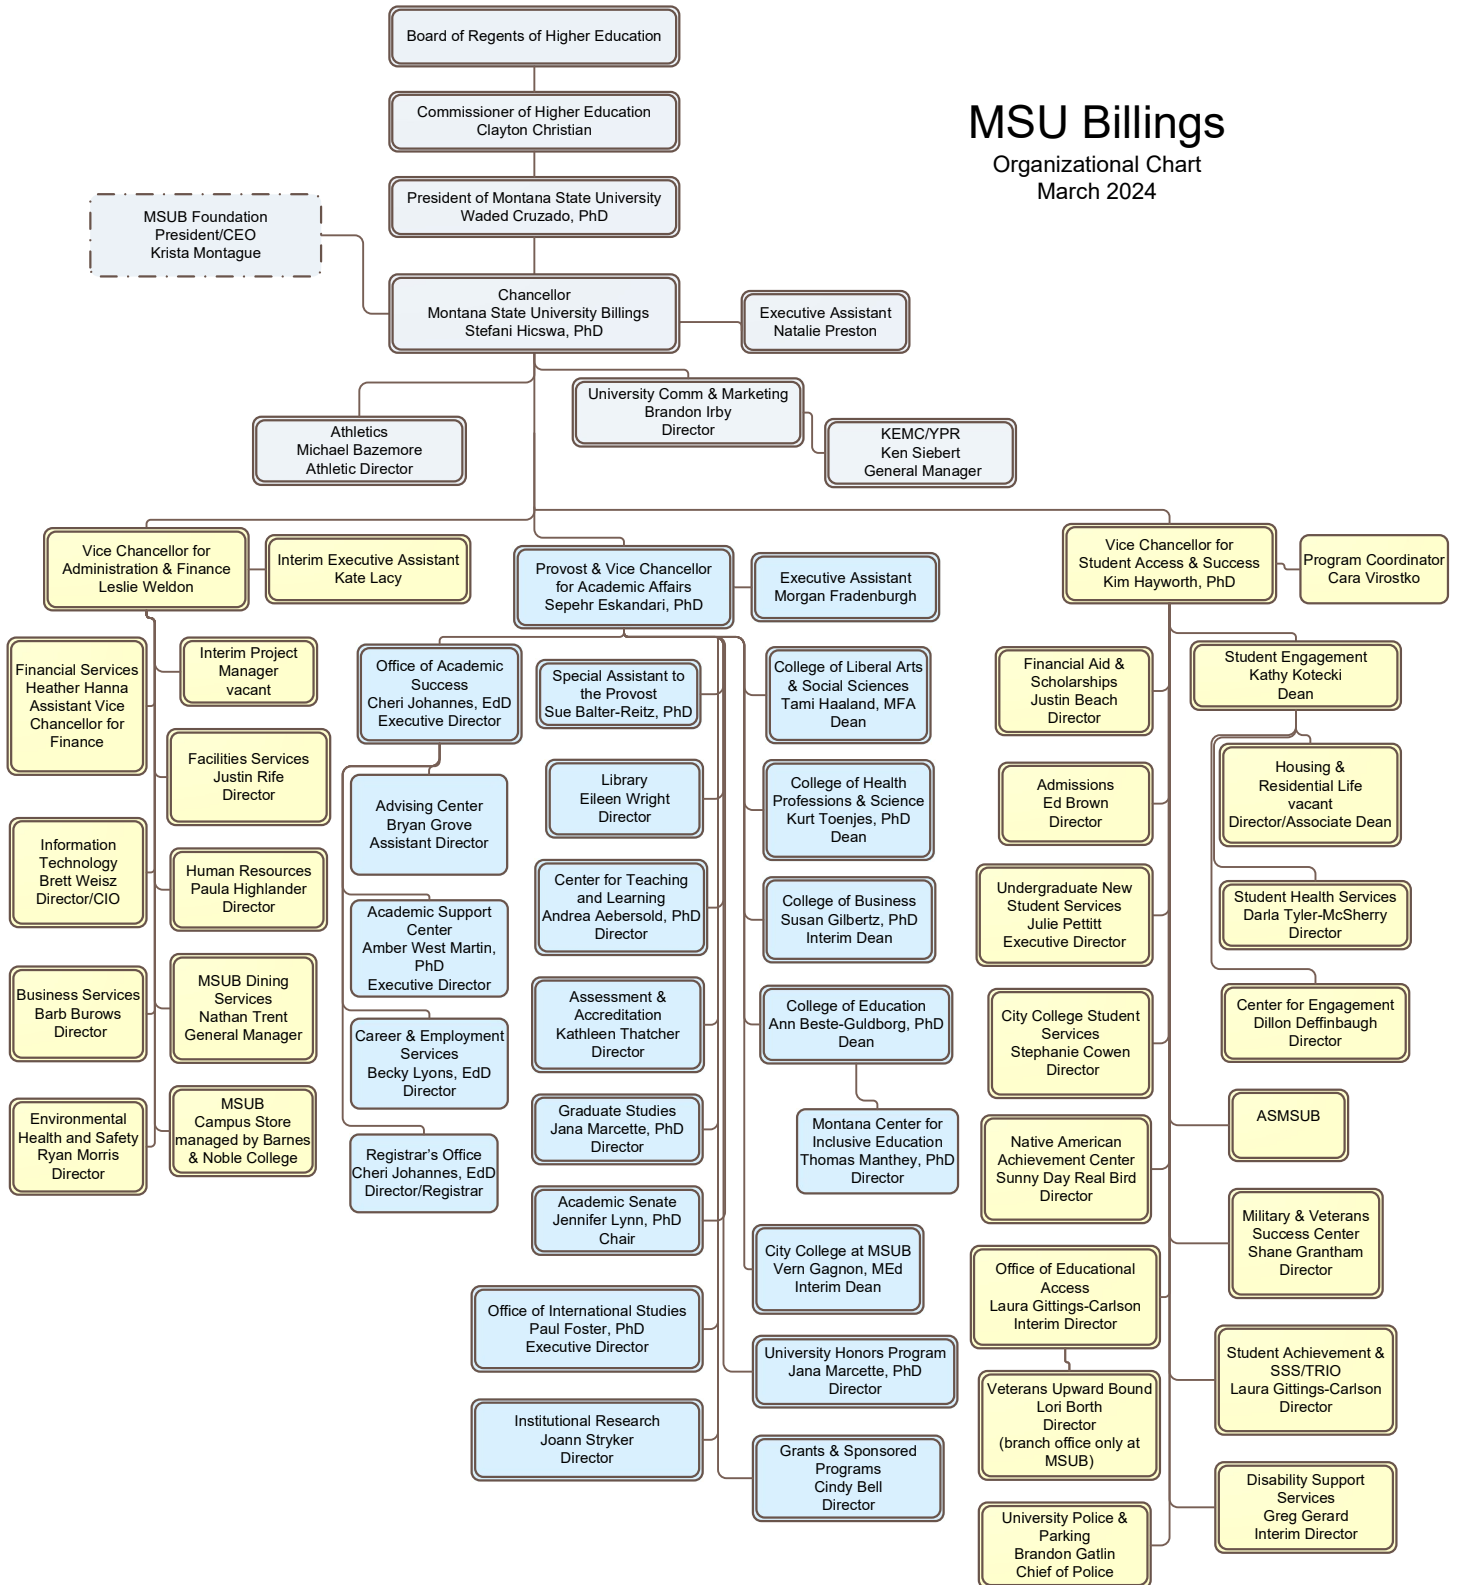 Board of Regents of Higher Education
Commissioner of Higher Education
Clayton Christian
MSU Billings
Organizational Chart
March 2024
President of Montana State University
Waded Cruzado, PhD
MSUB Foundation
President/CEO
Krista Montague
Chancellor
Montana State University Billings
Stefani Hicswa, PhD
Executive Assistant
Natalie Preston
University Comm & Marketing
Brandon Irby
Director
Athletics
Michael Bazemore
Athletic Director
KEMC/YPR
Ken Siebert
General Manager
Vice Chancellor for
Administration & Finance
Leslie Weldon
Interim Executive Assistant
Kate Lacy
Provost & Vice Chancellor
for Academic Affairs
Sepehr Eskandari, PhD
Executive Assistant
Morgan Fradenburgh
Vice Chancellor for
Student Access & Success
Kim Hayworth, PhD
Program Coordinator
Cara Virostko
Financial Services
Heather Hanna
Assistant Vice
Chancellor for
Finance
Interim Project
Manager
vacant
Facilities Services
Justin Rife
Director
Information
Technology
Brett Weisz
Director/CIO
Human Resources
Paula Highlander
Director
Business Services
Barb Burows
Director
MSUB Dining
Services
Nathan Trent
General Manager
Environmental
Health and Safety
Ryan Morris
Director
MSUB
Campus Store
managed by Barnes
& Noble College
Office of Academic
Success
Cheri Johannes, EdD
Executive Director
Advising Center
Bryan Grove
Assistant Director
Academic Support
Center
Amber West Martin,
PhD
Executive Director
Career & Employment
Services
Becky Lyons, EdD
Director
Registrar's Office
Cheri Johannes, EdD
Director/Registrar
Special Assistant to
the Provost
Sue Balter-Reitz, PhD
Library
Eileen Wright
Director
Center for Teaching
and Learning
Andrea Aebersold, PhD
Director
Assessment &
Accreditation
Kathleen Thatcher
Director
Graduate Studies
Jana Marcette, PhD
Director
Academic Senate
Jennifer Lynn, PhD
Chair
Office of International Studies
Paul Foster, PhD
Executive Director
Institutional Research
Joann Stryker
Director
College of Liberal Arts
& Social Sciences
Tami Haaland, MFA
Dean
College of Health
Professions & Science
Kurt Toenjes, PhD
Dean
College of Business
Susan Gilbertz, PhD
Interim Dean
College of Education
Ann Beste-Guldborg, PhD
Dean
Montana Center for
Inclusive Education
Thomas Manthey, PhD
Director
City College at MSUB
Vern Gagnon, MEd
Interim Dean
University Honors Program
Jana Marcette, PhD
Director
Grants & Sponsored
Programs
Cindy Bell
Director
Financial Aid &
Scholarships
Justin Beach
Director
Admissions
Ed Brown
Director
Undergraduate New
Student Services
Julie Pettitt
Executive Director
City College Student
Services
Stephanie Cowen
Director
Native American
Achievement Center
Sunny Day Real Bird
Director
Office of Educational
Access
Laura Gittings-Carlson
Interim Director
Veterans Upward Bound
Lori Borth
Director
(branch office only at
MSUB)
University Police &
Parking
Brandon Gatlin
Chief of Police
Student Engagement
Kathy Kotecki
Dean
Housing &
Residential Life
vacant
Director/Associate Dean
Student Health Services
Darla Tyler-McSherry
Director
Center for Engagement
Dillon Deffinbaugh
Director
ASMSUB
Military & Veterans
Success Center
Shane Grantham
Director
Student Achievement &
SSS/TRIO
Laura Gittings-Carlson
Director
Disability Support
Services
Greg Gerard
Interim Director